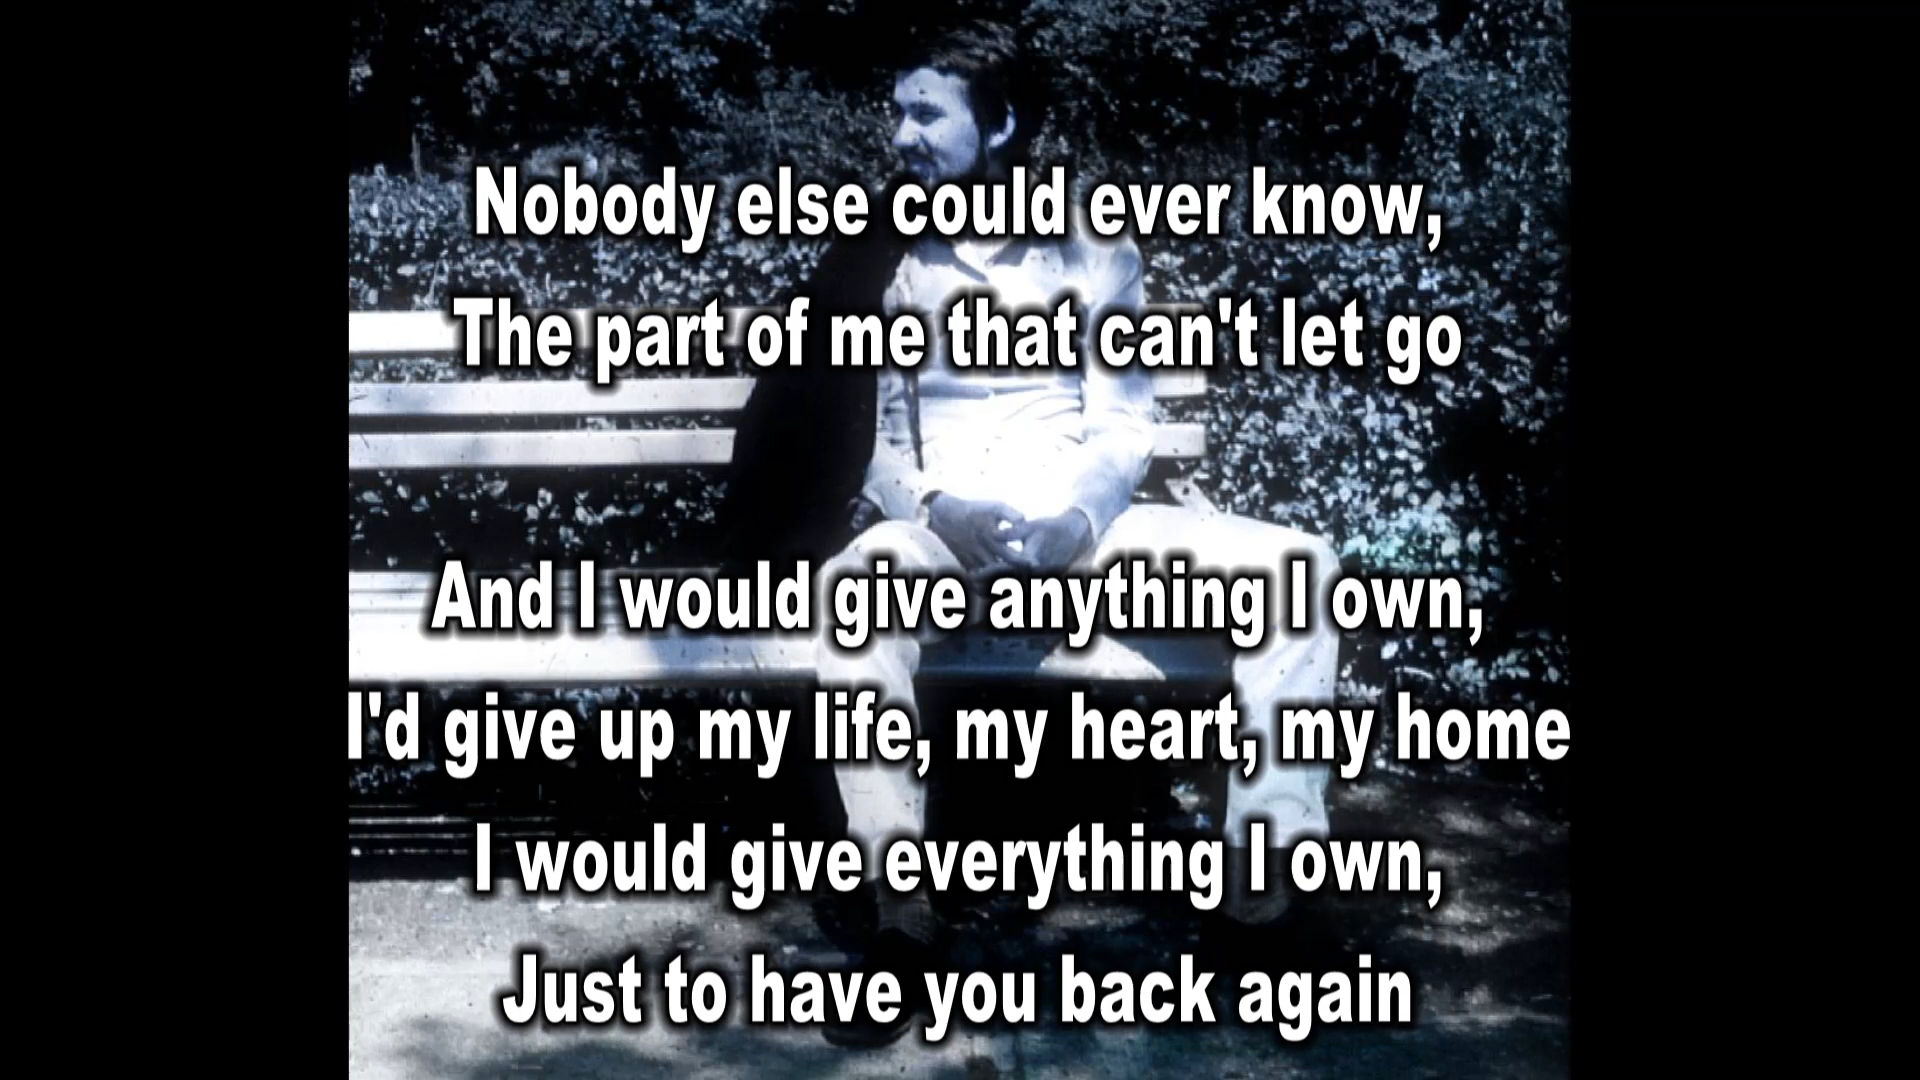 Nobody else could ever know,
The part of me that can't let go
And I would give anything I own,
I'd give up my life, my heart, my home
I would give everything I own,
Just to have you back again